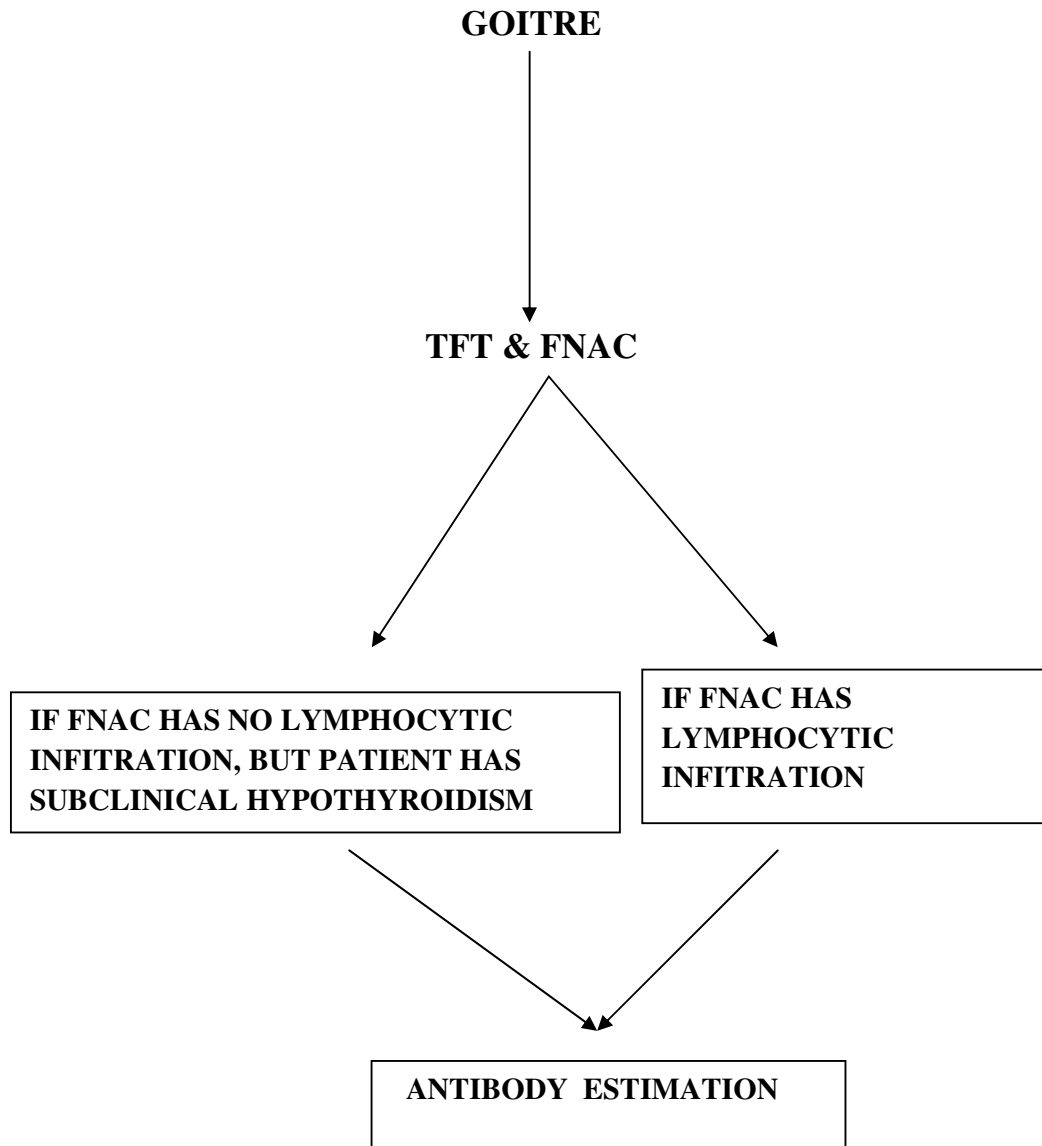 GOITRE
TFT & FNAC
IF FNAC HAS NO LYMPHOCYTIC
INFITRATION, BUT PATIENT HAS
SUBCLINICAL HYPOTHYROIDISM
IF FNAC HAS
LYMPHOCYTIC
INFITRATION
ANTIBODY ESTIMATION